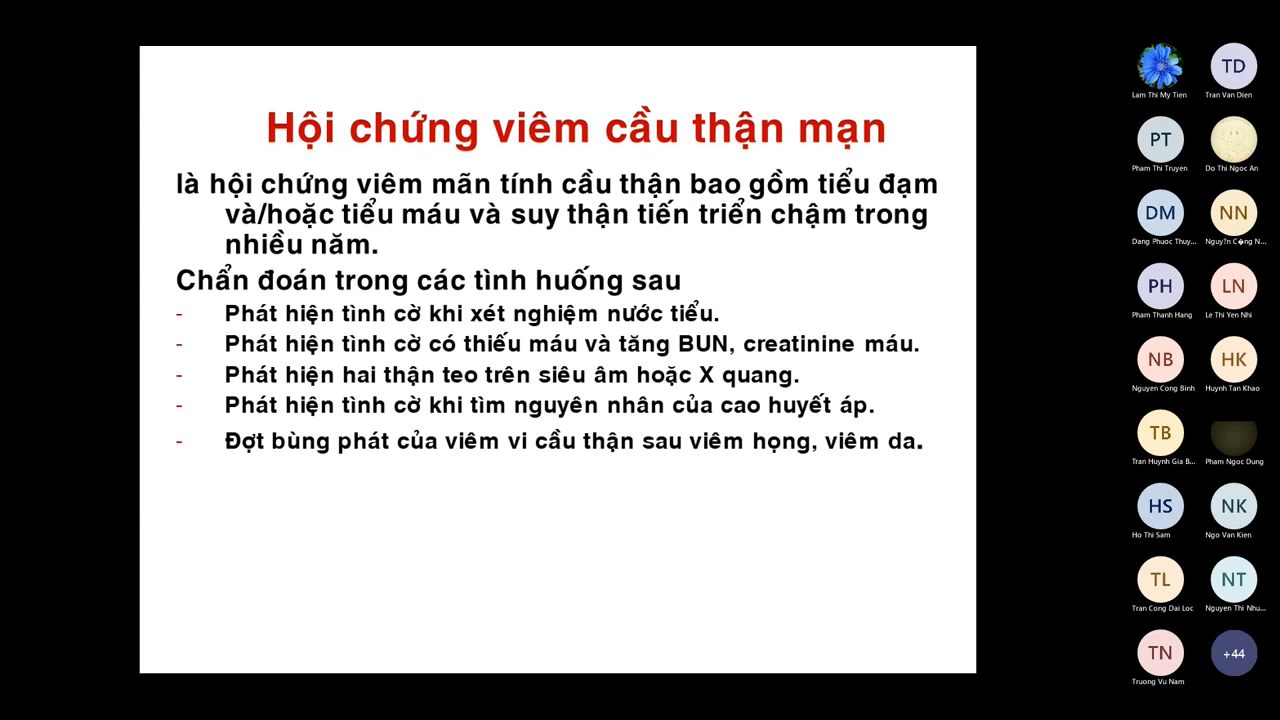 Hội chứng viêm cầu thận mạn
là hội chứng viêm mãn tính cầu thận bao gồm tiểu đạm
và/hoặc tiểu máu và suy thận tiến triển chậm trong
nhiều năm.
Chẩn đoán trong các tình huống sau
- Phát hiện tình cờ khi xét nghiệm nước tiểu.
- Phát hiện tình cờ có thiếu máu và tăng BUN, creatinine máu.
- Phát hiện hai thận teo trên siêu âm hoặc X quang.
- Phát hiện tình cờ khi tìm nguyên nhân của cao huyết áp.
- Đợt bùng phát của viêm vi cầu thận sau viêm họng, viêm da.
TD
Lam Thi My Tien
Tran Van Dien
PT
Pham Thi Truyen
Do Thi Ngoc An
DM
NN
Dang Phuoc Thuy...
Nguy?n C�ng N...
PH
LN
Pham Thanh Hang
Le Thi Yen Nhi
NB
HK
Nguyen Cong Binh
Huynh Tan Khao
TB
Tran Huynh Gia B...
Pham Ngoc Dung
HS
NK
Ho Thi Sam
Ngo Van Kien
TL
NT
Tran Cong Dai Loc
Nguyen Thi Nhu...
TN
+44
Truong Vu Nam